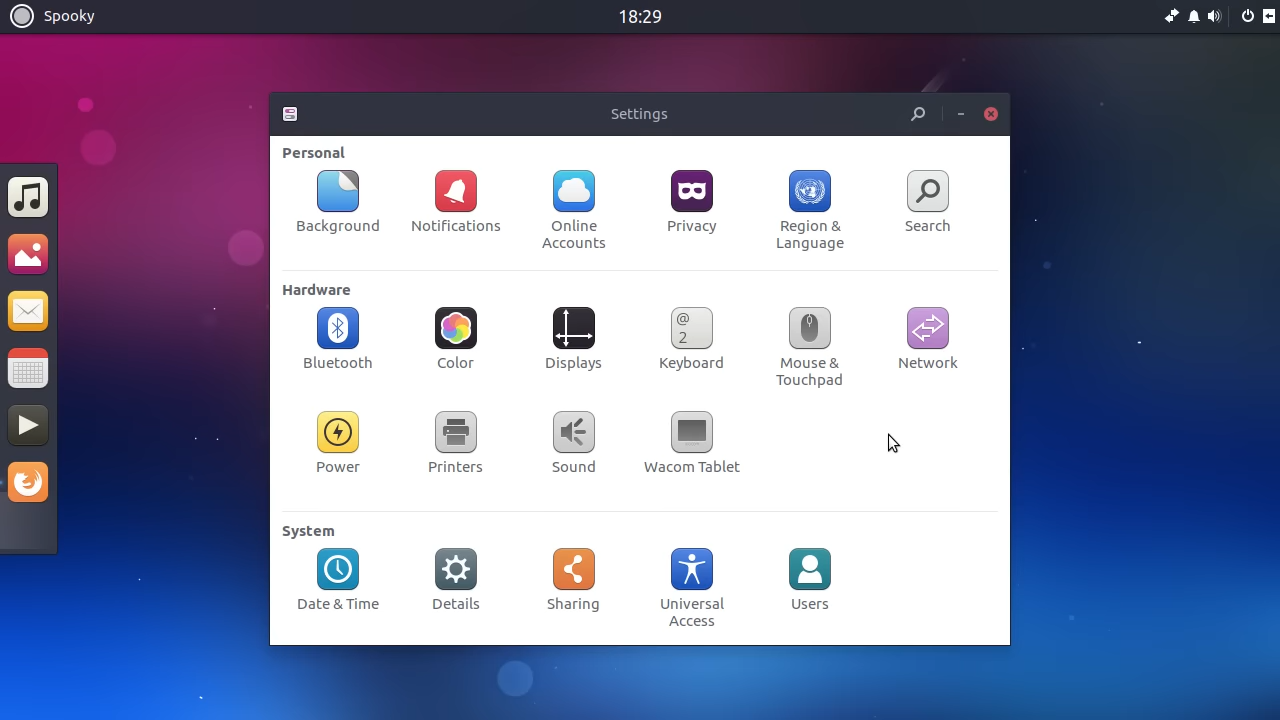 Spooky
18:29
Settings
Personal
Background
Notifications
Online
Accounts
Privacy
Region &
Language
Search
Hardware
Bluetooth
Color
Displays
@
2
Keyboard
Mouse &
Touchpad
Network
Power
Printers
Sound
Wacom Tablet
System
Date & Time
Details
Sharing
Universal
Access
Users